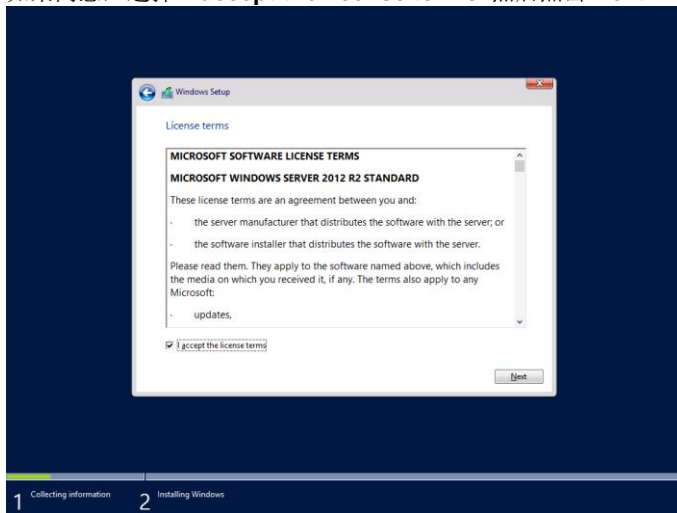 Windows Setup
License terms
MICROSOFT SOFTWARE LICENSE TERMS
MICROSOFT WINDOWS SERVER 2012 R2 STANDARD
These license terms are an agreement between you and:
· the server manufacturer that distributes the software with the server; or
· the software installer that distributes the software with the server.
Please read them. They apply to the software named above, which includes
the media on which you received it, if any. The terms also apply to any
Microsoft:
· updates,
I accept the license terms
Next
1 Collecting information 2 Installing Windows